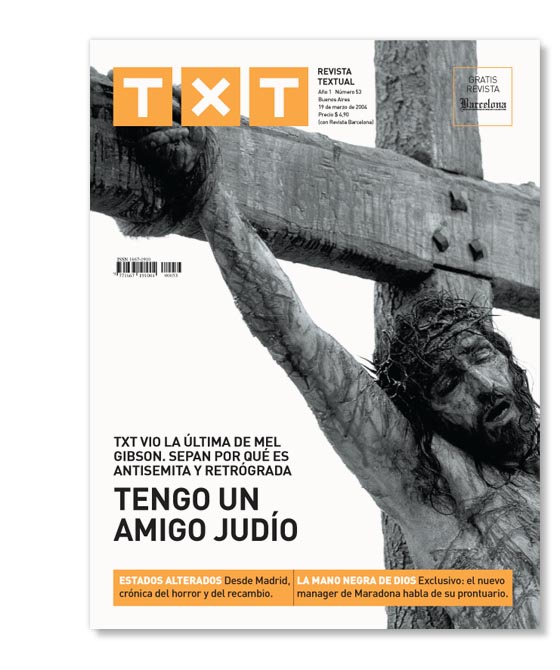 TXT
REVISTA
TEXTUAL
Año 1 Número 53
Buenos Aires
19 de marzo de 2004
Precio $ 4,90
(con Revista Barcelona)
GRATIS
REVISTA
Barcelona
TXT VIO LA ÚLTIMA DE MEL
GIBSON. SEPAN POR QUÉ ES
ANTISEMITA Y RETRÓGRADA
TENGO UN
AMIGO JUDÍO
ESTADOS ALTERADOS Desde Madrid,
crónica del horror y del recambio.
LA MANO NEGRA DE DIOS Exclusivo: el nuevo
manager de Maradona habla de su prontuario.